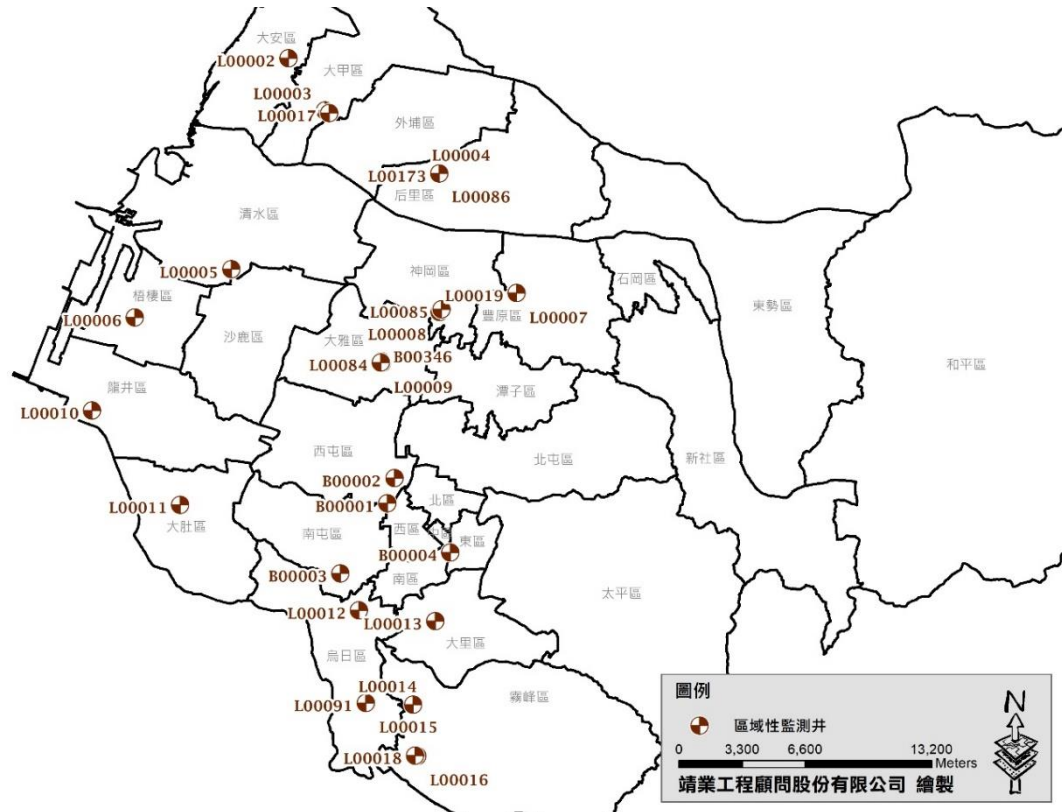 大安區
L00002
大甲區
L00003
L00017
外埔區
L00004
L00173
L00086
后里區
清水區
L00005
神岡區
石岡區
L00019
東勢區
梧棲區
L00006
L00085
豐原區
L00007
沙鹿區
大雅區
L00008
B00346
L00084
和平區
L00009
潭子區
龍井區
L00010
西屯區
北屯區
新社區
B00002
北區
L00011
B00001
大肚區
南屯區
西區
中區
東區
B00004
B00003
南區
太平區
L00012
L00013
大里區
烏日區
L00014
霧峰區
L00091
L00015
L00018
L00016
圖例
區域性監測井
0 3,300 6,600 13,200
Meters
靖業工程顧問股份有限公司 繪製
N